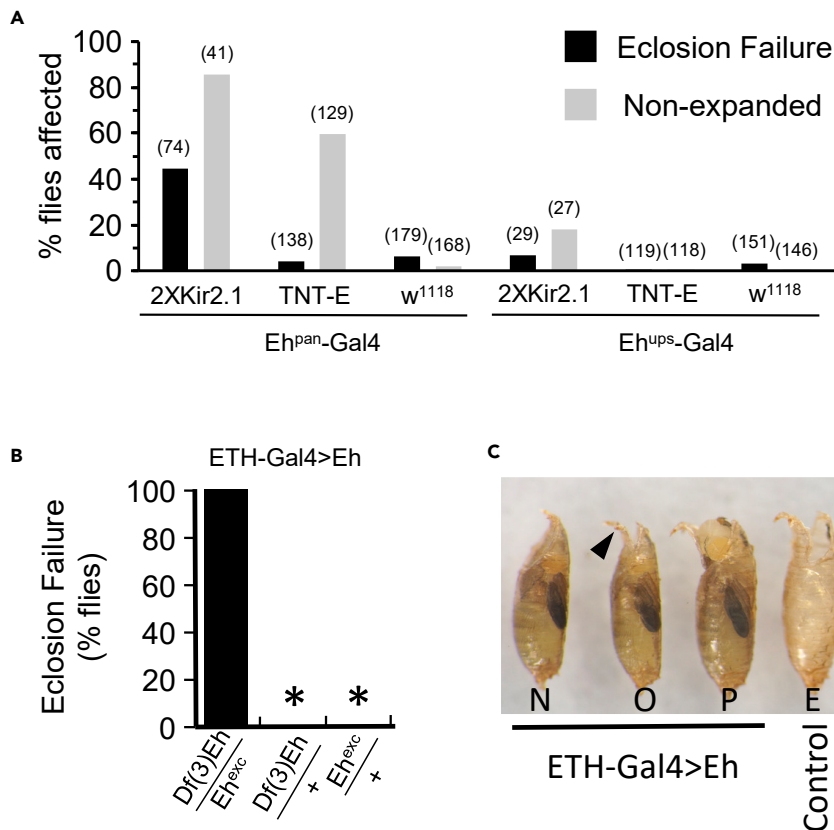 A
% flies affected
100
80
60
40
20
0
(74)
(41)
(138)
(129)
(179)
(168)
(29)
(27)
(119)
(118)
(151)
(146)
Eclosion Failure
Non-expanded
2XKir2.1
TNT-E
w¹¹¹⁸
2XKir2.1
TNT-E
w¹¹¹⁸
Ehᵖᵃⁿ-Gal4
Ehᵘᵖˢ-Gal4
B
ETH-Gal4>Eh
Eclosion Failure
(% flies)
100
80
60
40
20
0
*
*
Df(3)Eh
Ehᵉˣᶜ
Df(3)Eh
+
Ehᵉˣᶜ
+
C
N O P E
ETH-Gal4>Eh
Control